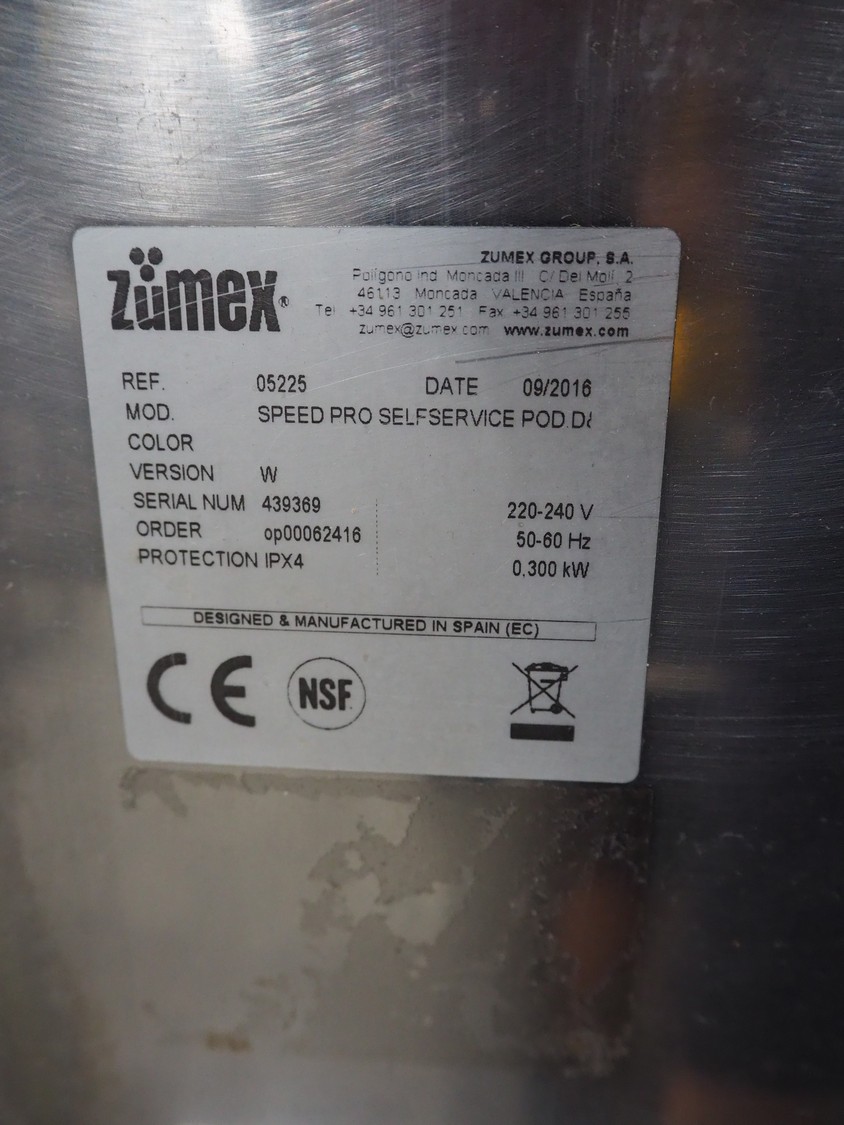 zümex®
ZUMEX GROUP, S.A.
Polígono Ind. Moncada III C/ Del Molí, 2
46113 Moncada VALENCIA España
Tel +34 961 301 251 Fax +34 961 301 255
zumex@zumex.com www.zumex.com
REF. 05225 DATE 09/2016
MOD. SPEED PRO SELFSERVICE POD.
COLOR
VERSION W
SERIAL NUM 439369 220-240 V
ORDER op00062416 50-60 Hz
PROTECTION IPX4 0,300 kW
DESIGNED & MANUFACTURED IN SPAIN (EC)
CE NSF